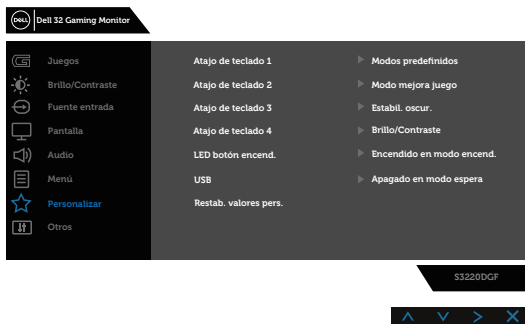 DELL Dell 32 Gaming Monitor
Juegos
Brillo/Contraste
Fuente entrada
Pantalla
Audio
Menú
Personalizar
Otros
Atajo de teclado 1 Modos predefinidos
Atajo de teclado 2 Modo mejora juego
Atajo de teclado 3 Estabil. oscur.
Atajo de teclado 4 Brillo/Contraste
LED botón encend. Encendido en modo encend.
USB Apagado en modo espera
Restab. valores pers.
S3220DGF